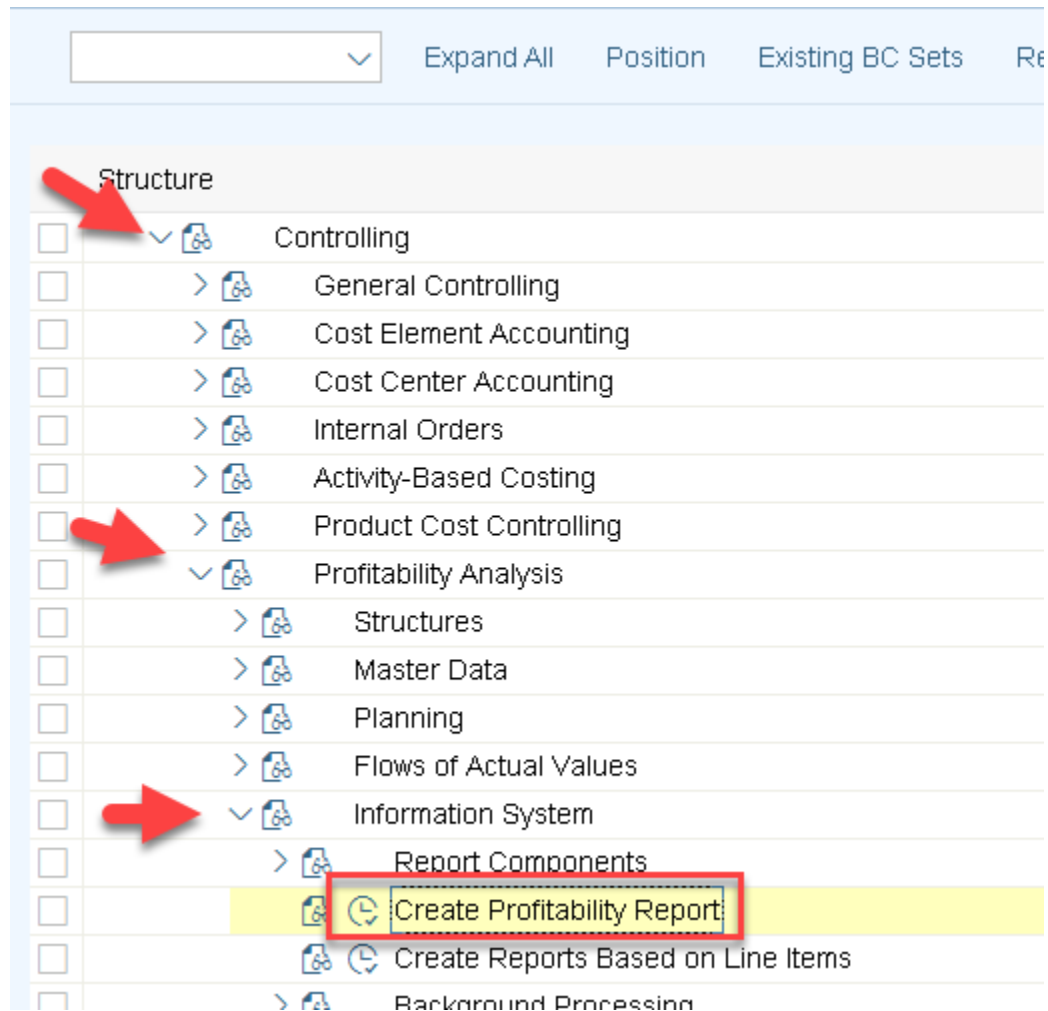 Expand All Position Existing BC Sets Re
Structure
Controlling
General Controlling
Cost Element Accounting
Cost Center Accounting
Internal Orders
Activity-Based Costing
Product Cost Controlling
Profitability Analysis
Structures
Master Data
Planning
Flows of Actual Values
Information System
Report Components
Create Profitability Report
Create Reports Based on Line Items
Background Processing